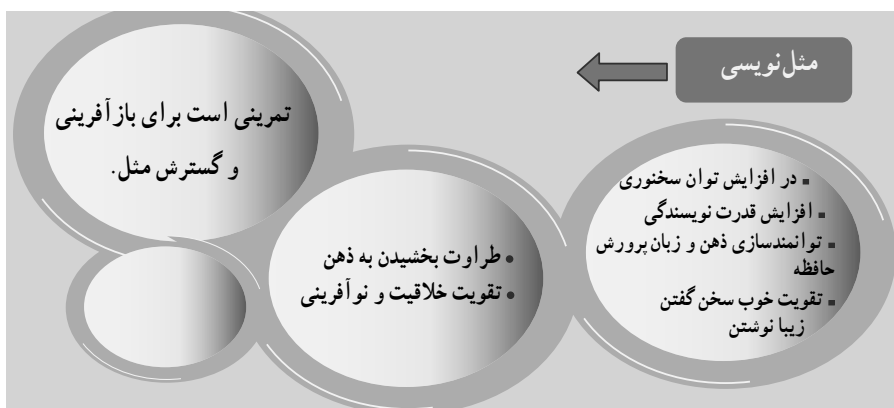 مثل‌نویسی
▪ در افزایش توان سخنوری
▪ افزایش قدرت نویسندگی
▪ توانمندسازی ذهن و زبان پرورش
حافظه
▪ تقویت خوب سخن گفتن
زیبا نوشتن
• طراوت بخشیدن به ذهن
• تقویت خلاقیت و نوآفرینی
تمرینی است برای بازآفرینی
و گسترش مثل.